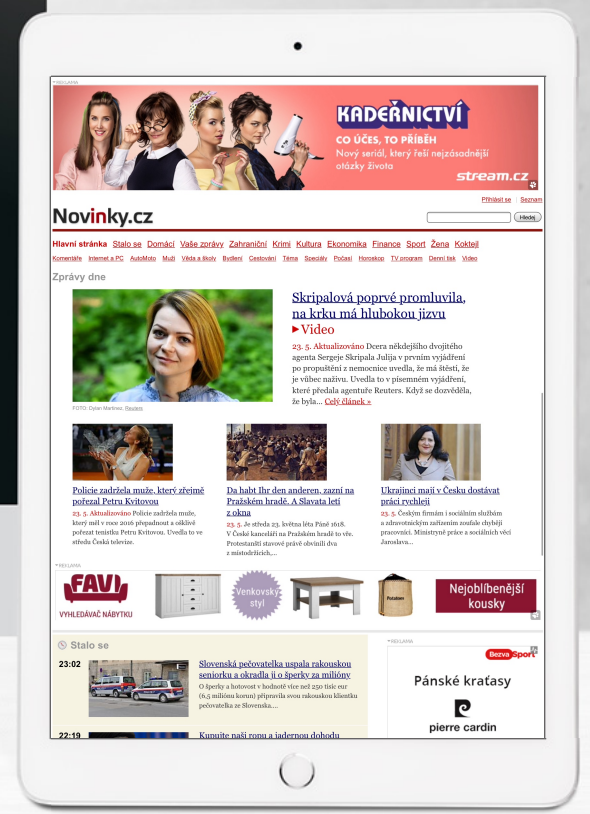 REKLAMA
KADEŘNICTVÍ
CO ÚČES, TO PŘÍBĚH
Nový seriál, který řeší nejzásadnější
otázky života
stream.cz
Přihlásit se | Seznam
Novinky.cz
Hledej
Hlavní stránka Stalo se Domácí Vaše zprávy Zahraniční Krimi Kultura Ekonomika Finance Sport Žena Koktejl
Komentáře Internet a PC AutoMoto Muži Věda a školy Bydlení Cestování Téma Speciály Počasí Horoskop TV program Denní tisk Video
Zprávy dne
Skripalová poprvé promluvila,
na krku má hlubokou jizvu
Video
23. 5. Aktualizováno Dcera někdejšího dvojitého
agenta Sergeje Skripala Julija v prvním vyjádření
po propuštění z nemocnice uvedla, že má štěstí, že
je vůbec naživu. Uvedla to v písemném vyjádření,
které předala agentuře Reuters. Když se dozvěděla,
že byla... Celý článek »
FOTO: Dylan Martinez, Reuters
Policie zadržela muže, který zřejmě
pořezal Petru Kvitovou
23. 5. Aktualizováno Policie zadržela muže,
který měl v roce 2016 přepadnout a ošklivě
pořezat tenistku Petru Kvitovou. Uvedla to ve
středu Česká televize.
Da habt Ihr den anderen, zazní na
Pražském hradě. A Slavata letí
z okna
23. 5. Je středa 23. května léta Páně 1618.
V České kanceláři na Pražském hradě to vře.
Protestantští stavové právě obvinili dva
z místodržících,...
Ukrajinci mají v Česku dostávat
práci rychleji
23. 5. Českým firmám i sociálním službám
a zdravotnickým zařízením zoufale chybějí
pracovníci. Ministryně práce a sociálních věcí
Jaroslava...
REKLAMA
FAVI
VYHLEDÁVAČ NÁBYTKU
Venkovský
styl
Potatoes
Nejoblíbenější
kousky
Stalo se
23:02
Slovenská pečovatelka uspala rakouskou
seniorku a okradla ji o šperky za milióny
O šperky a hotovost v hodnotě více než 250 tisíc eur
(6,5 miliónu korun) připravila svou rakouskou klientku
pečovatelka ze Slovenska....
22:19
Kupujte naši ropu a jadernou dohodu
REKLAMA
Bezva Sport
Pánské kraťasy
pierre cardin